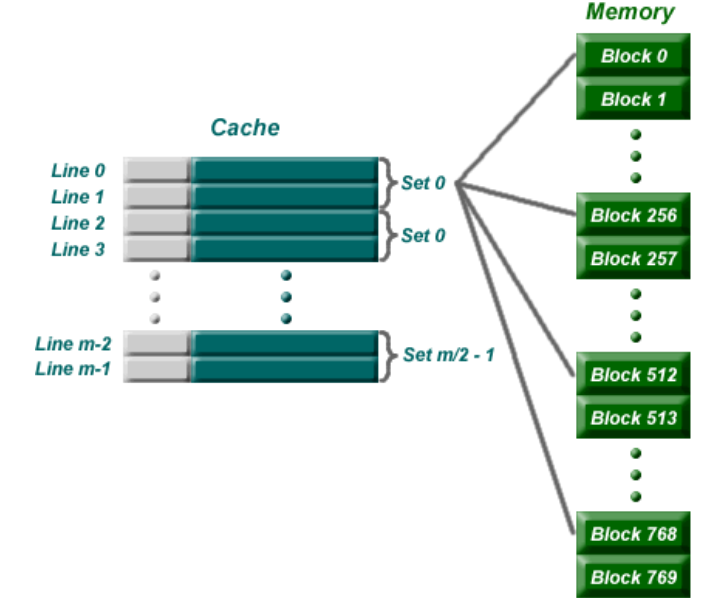 Memory
Block 0
Block 1
Cache
Line 0
Line 1
Set 0
Line 2
Line 3
Set 0
Block 256
Block 257
Line m-2
Line m-1
Set m/2 - 1
Block 512
Block 513
Block 768
Block 769